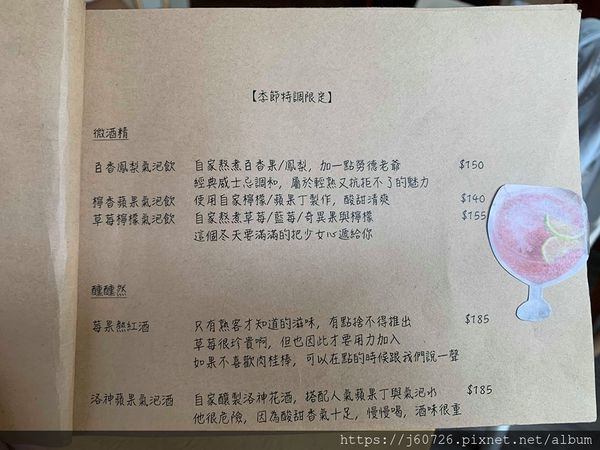 【季節特調限定】
微酒精
百香鳳梨氣泡飲 自家熬煮百香果/鳳梨，加一點勞德老爺 $150
經典威士忌調和，屬於輕熟又抗拒不了的魅力
檸香蘋果氣泡飲 使用自家檸檬/蘋果丁製作，酸甜清爽 $140
草莓檸檬氣泡飲 自家熬煮草莓/藍莓/奇異果與檸檬 $155
這個冬天要滿滿的把少女心遞給你
醺醺然
莓果熱紅酒 只有熟客才知道的滋味，有點捨不得推出 $185
草莓很珍貴啊，但也因此才要用力加入
如果不喜歡肉桂棒，可以在點的時候跟我們說一聲
洛神蘋果氣泡酒 自家釀製洛神花酒，搭配人氣蘋果丁與氣泡水 $185
他很危險，因為酸甜香氣十足，慢慢喝，酒味很重
https://j60726.pixnet.net/album